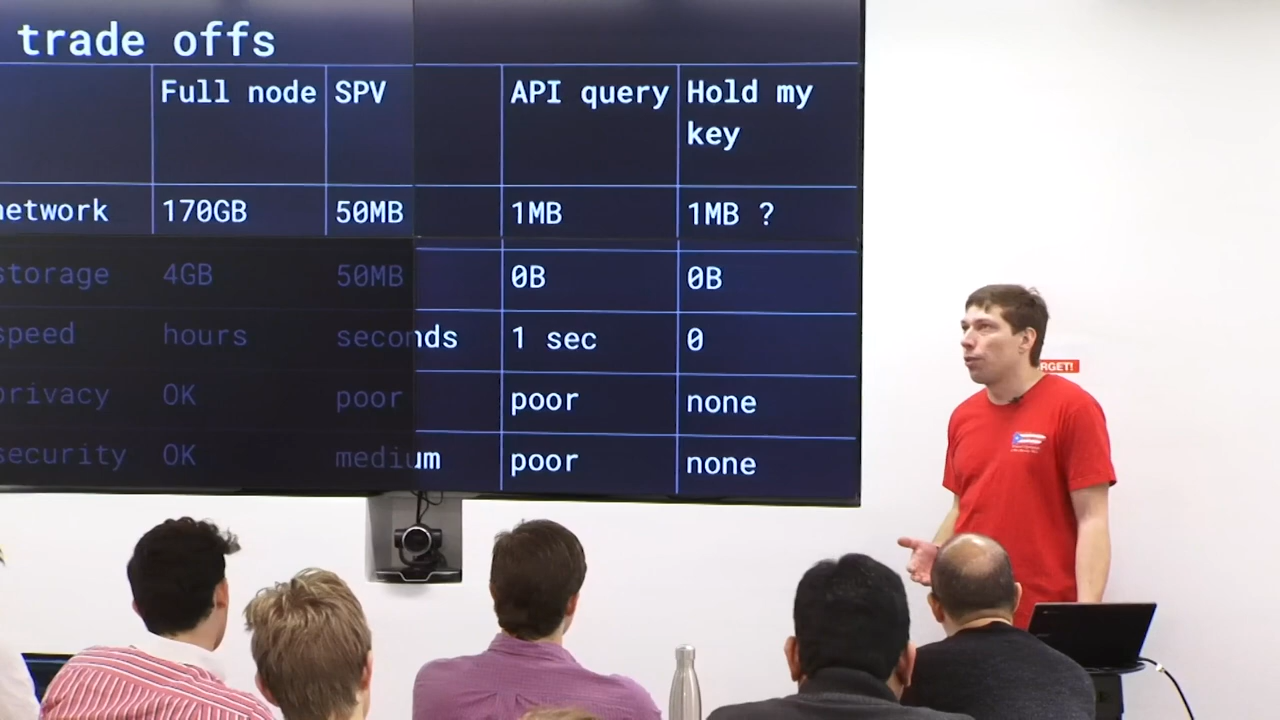 trade offs
Full node SPV API query Hold my
key
network 170GB 50MB 1MB 1MB ?
storage 4GB 50MB 0B 0B
speed hours seconds 1 sec 0
privacy OK poor poor none
security OK medium poor none
RGET!